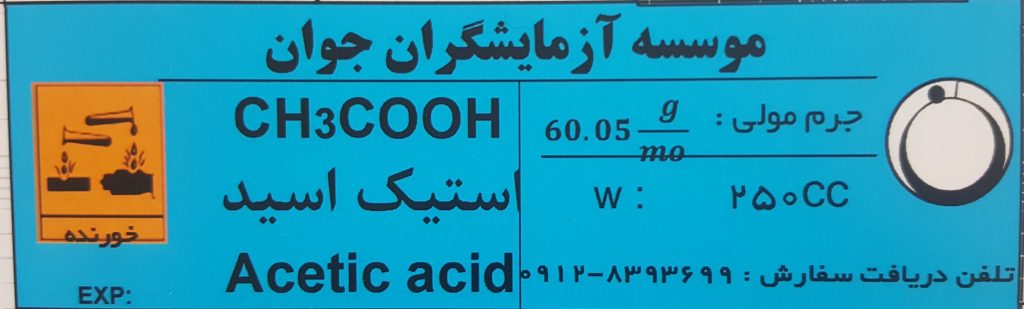 موسسه آزمایشگران جوان
CH3COOH
استیک اسید
Acetic acid
جرم مولی : 60.05 g/mo
W : ۲۵۰CC
تلفن دریافت سفارش : ۰۹۱۲-۸۳۹۳۶۹۹
خورنده
EXP: